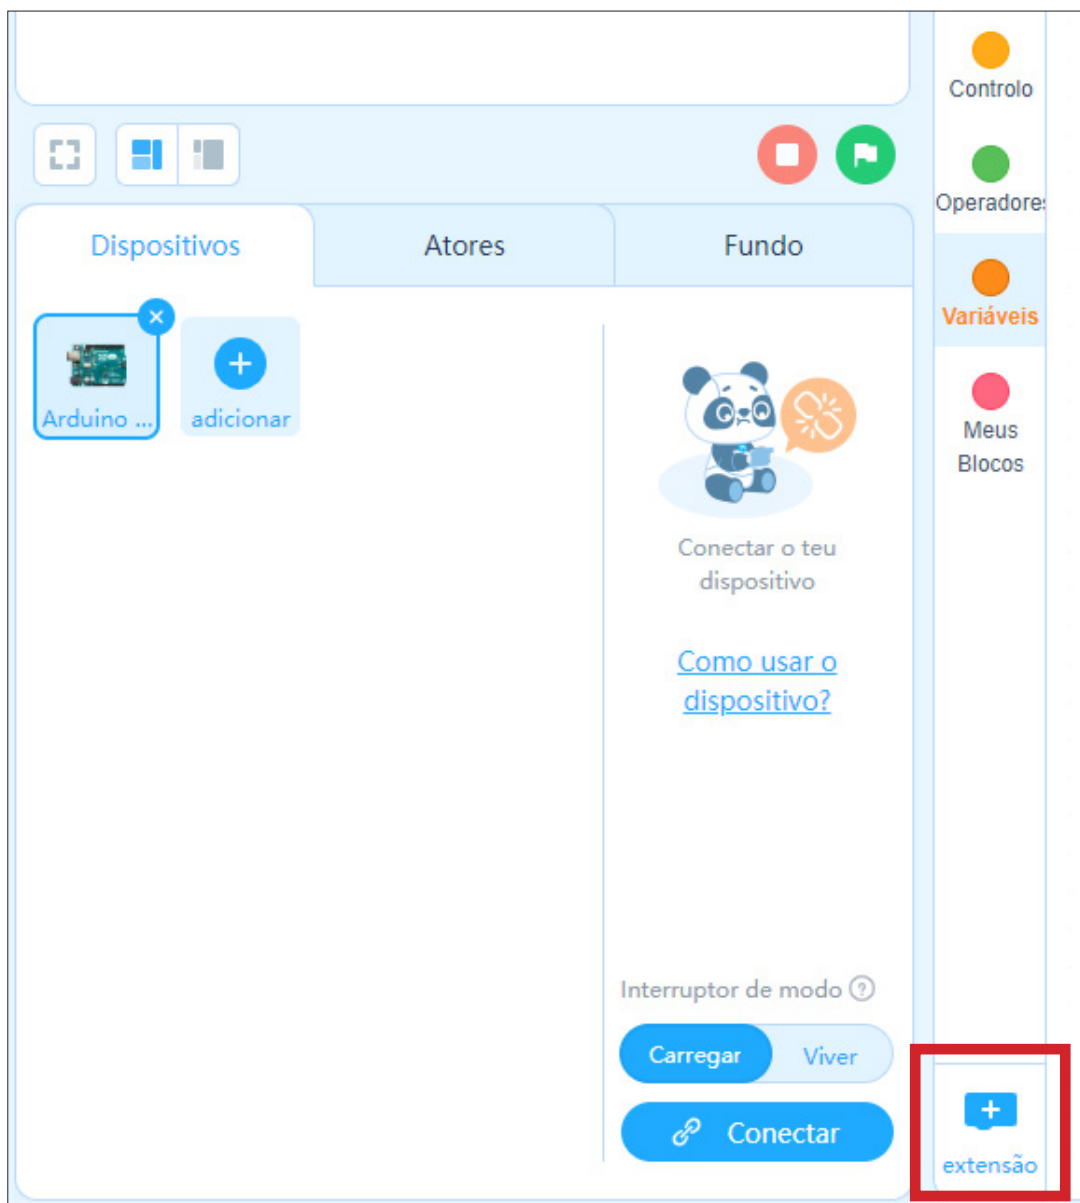 Controlo
Operadores
Variáveis
Meus
Blocos
Dispositivos
Atores
Fundo
Arduino ...
adicionar
Conectar o teu
dispositivo
Como usar o
dispositivo?
Interruptor de modo ?
Carregar
Viver
Conectar
extensão